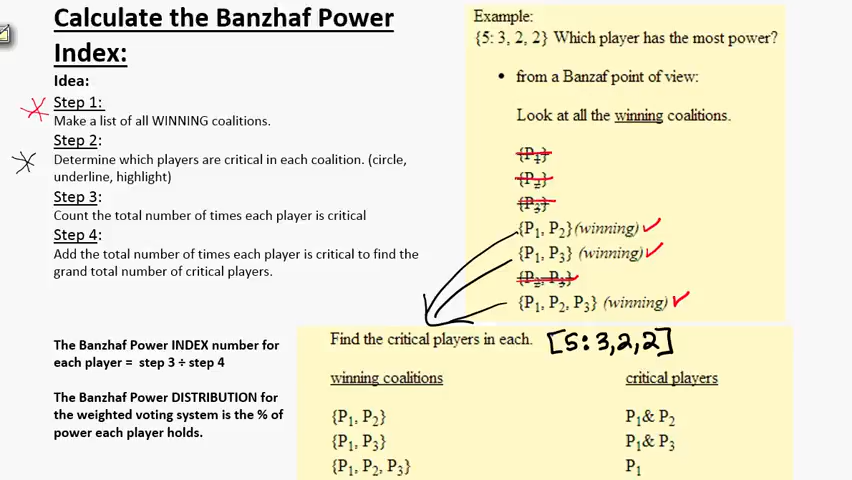 Calculate the Banzhaf Power
Index:
Idea:
Step 1:
Make a list of all WINNING coalitions.
Step 2:
Determine which players are critical in each coalition. (circle,
underline, highlight)
Step 3:
Count the total number of times each player is critical
Step 4:
Add the total number of times each player is critical to find the
grand total number of critical players.
The Banzhaf Power INDEX number for
each player = step 3 ÷ step 4
The Banzhaf Power DISTRIBUTION for
the weighted voting system is the % of
power each player holds.
Example:
{5: 3, 2, 2} Which player has the most power?
• from a Banzaf point of view:
Look at all the winning coalitions.
{P₁}
{P₂}
{P₃}
{P₁, P₂}(winning)
{P₁, P₃} (winning)
{P₂, P₃}
{P₁, P₂, P₃} (winning)
Find the critical players in each. [5: 3,2,2]
winning coalitions critical players
{P₁, P₂} P₁& P₂
{P₁, P₃} P₁& P₃
{P₁, P₂, P₃} P₁